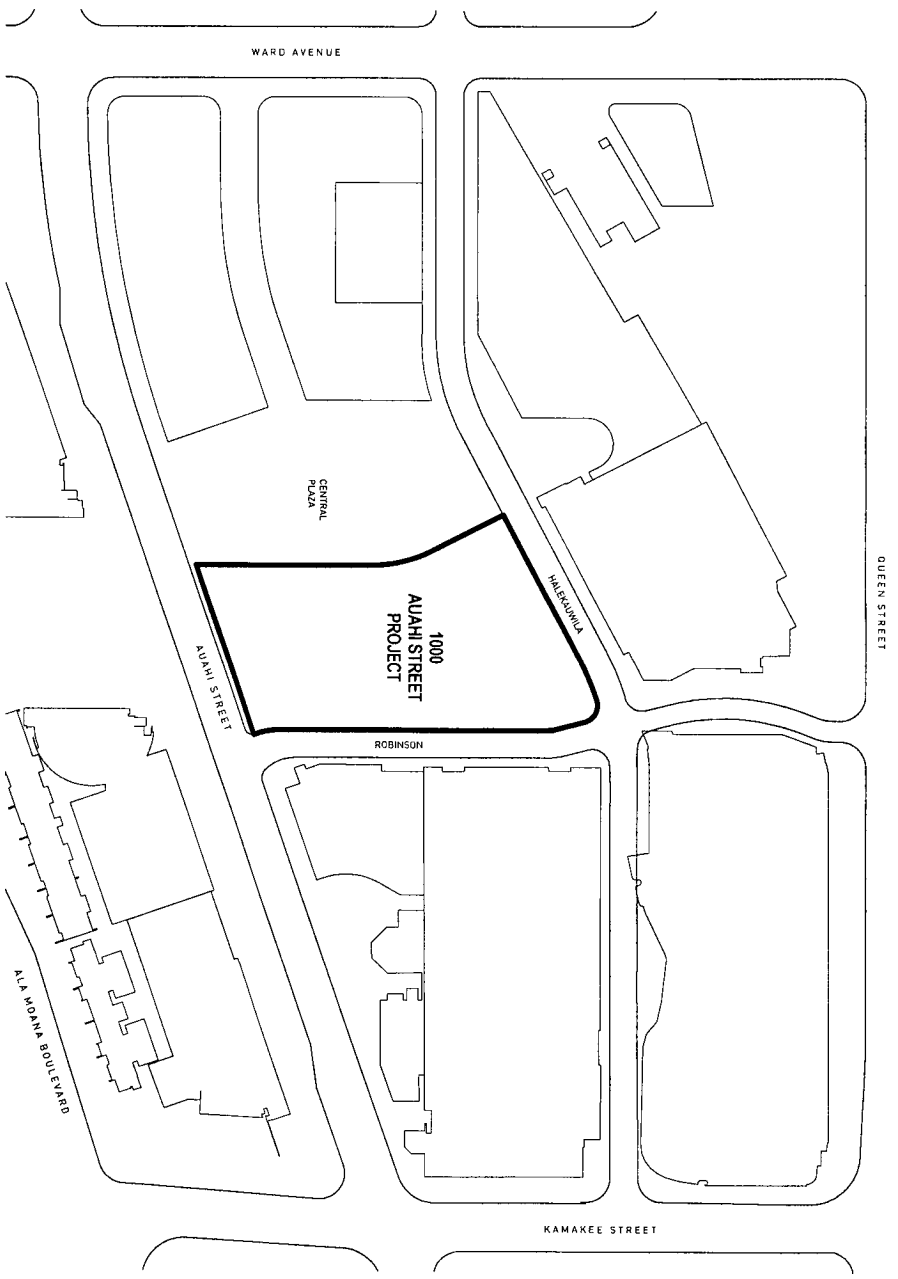 WARD AVENUE
CENTRAL
PLAZA
QUEEN STREET
HALEKAUWILA
1000
AUAHI STREET
PROJECT
AUAHI STREET
ROBINSON
ALA MOANA BOULEVARD
KAMAKEE STREET